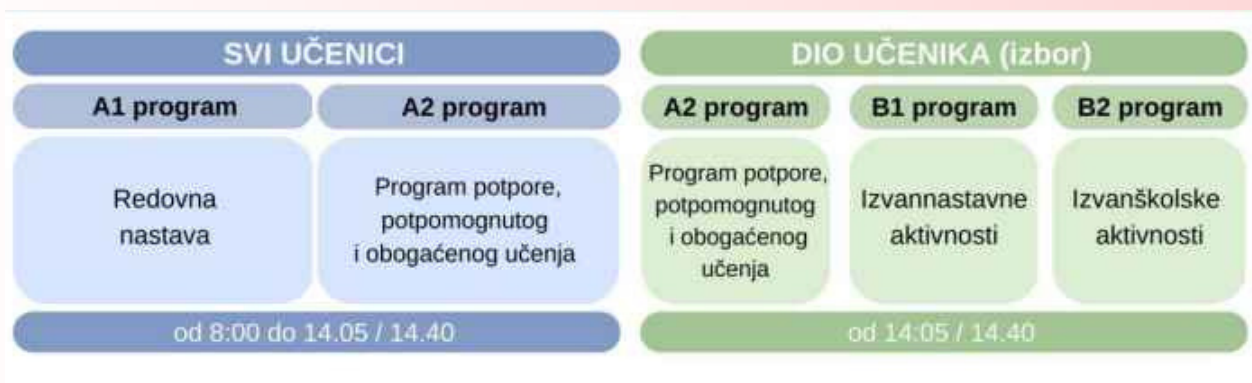 SVI UČENICI
A1 program
A2 program
Redovna
nastava
Program potpore,
potpomognutog
i obogaćenog učenja
od 8:00 do 14.05 / 14.40
DIO UČENIKA (izbor)
A2 program
B1 program
B2 program
Program potpore,
potpomognutog
i obogaćenog
učenja
Izvannastavne
aktivnosti
Izvanškolske
aktivnosti
od 14:05 / 14.40